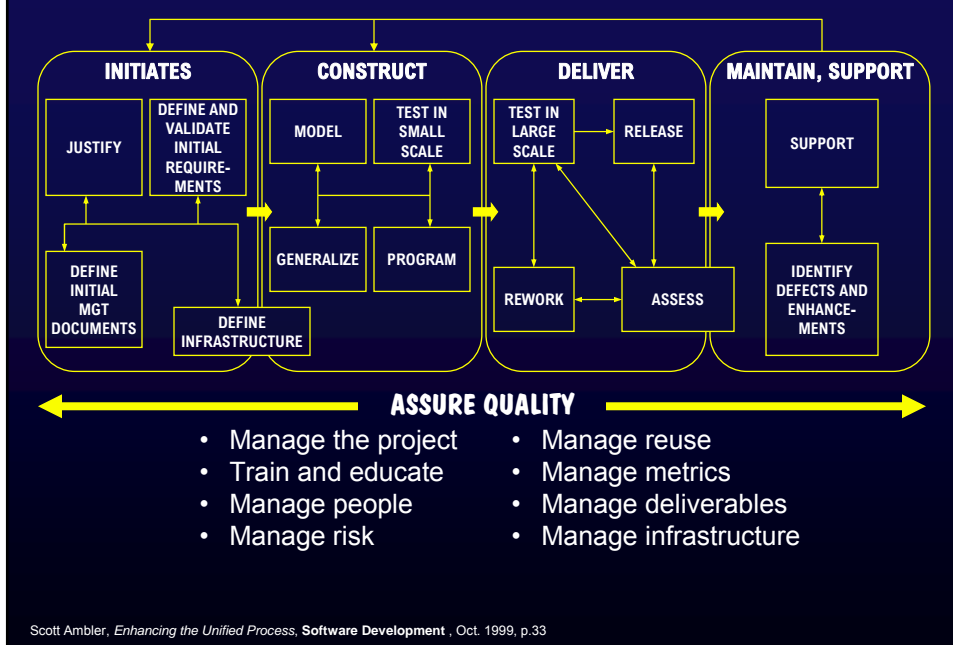 INITIATES
JUSTIFY
DEFINE AND
VALIDATE
INITIAL
REQUIRE-
MENTS
DEFINE
INITIAL
MGT
DOCUMENTS
DEFINE
INFRASTRUCTURE
CONSTRUCT
MODEL
TEST IN
SMALL
SCALE
GENERALIZE
PROGRAM
DELIVER
TEST IN
LARGE
SCALE
RELEASE
REWORK
ASSESS
MAINTAIN, SUPPORT
SUPPORT
IDENTIFY
DEFECTS AND
ENHANCE-
MENTS
ASSURE QUALITY
• Manage the project
• Train and educate
• Manage people
• Manage risk
• Manage reuse
• Manage metrics
• Manage deliverables
• Manage infrastructure
Scott Ambler, Enhancing the Unified Process, Software Development , Oct. 1999, p.33